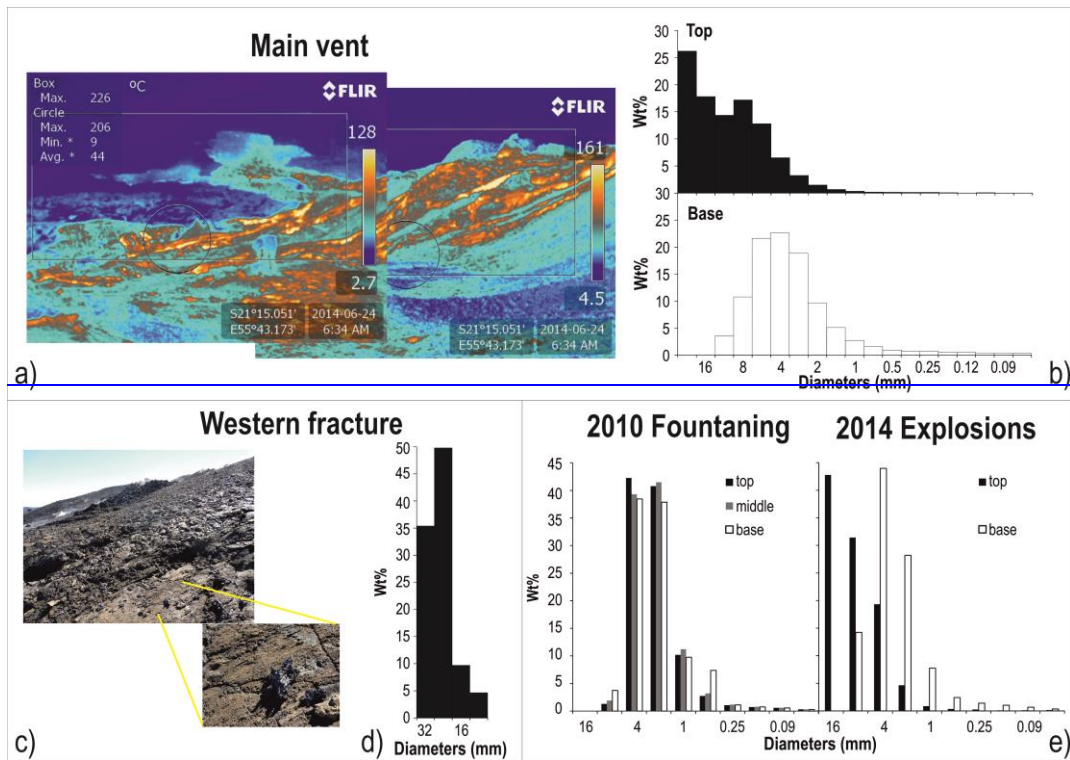 Main vent
Box
Max. 226
Circle
Max. 206
Min. * 9
Avg. * 44
oC
FLIR
128
2.7
S21°15.051' 2014-06-24
E55°43.173' 6:34 AM
FLIR
161
4.5
S21°15.051' 2014-06-24
E55°43.173' 6:34 AM
a)
Top
Wt%
30
25
20
15
10
5
0
30
Base
Wt%
25
20
15
10
5
0
16 8 4 2 1 0.5 0.25 0.12 0.09
Diameters (mm)
b)
Western fracture
c)
50
45
40
35
30
25
20
15
10
5
0
Wt%
32 16
Diameters (mm)
d)
2010 Fountaning
2014 Explosions
45
40
35
30
25
20
15
10
5
0
Wt%
top
middle
base
top
base
16 4 1 0.25 0.09
16 4 1 0.25 0.09
Diameters (mm)
e)